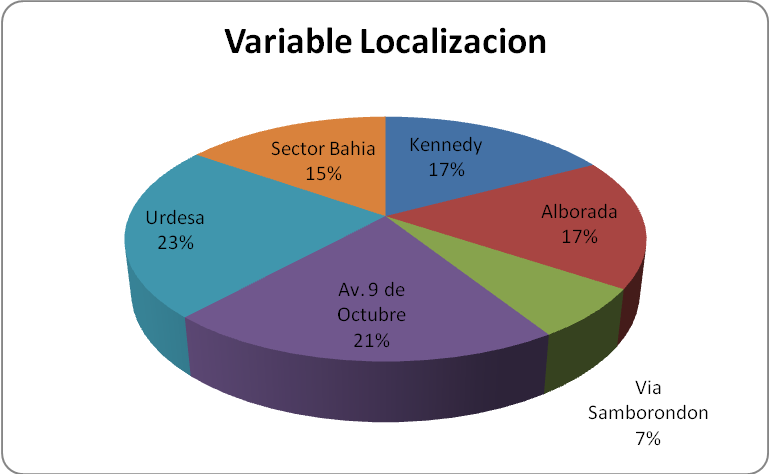 Variable Localizacion
Kennedy
17%
Alborada
17%
Via
Samborondon
7%
Av. 9 de
Octubre
21%
Urdesa
23%
Sector Bahia
15%